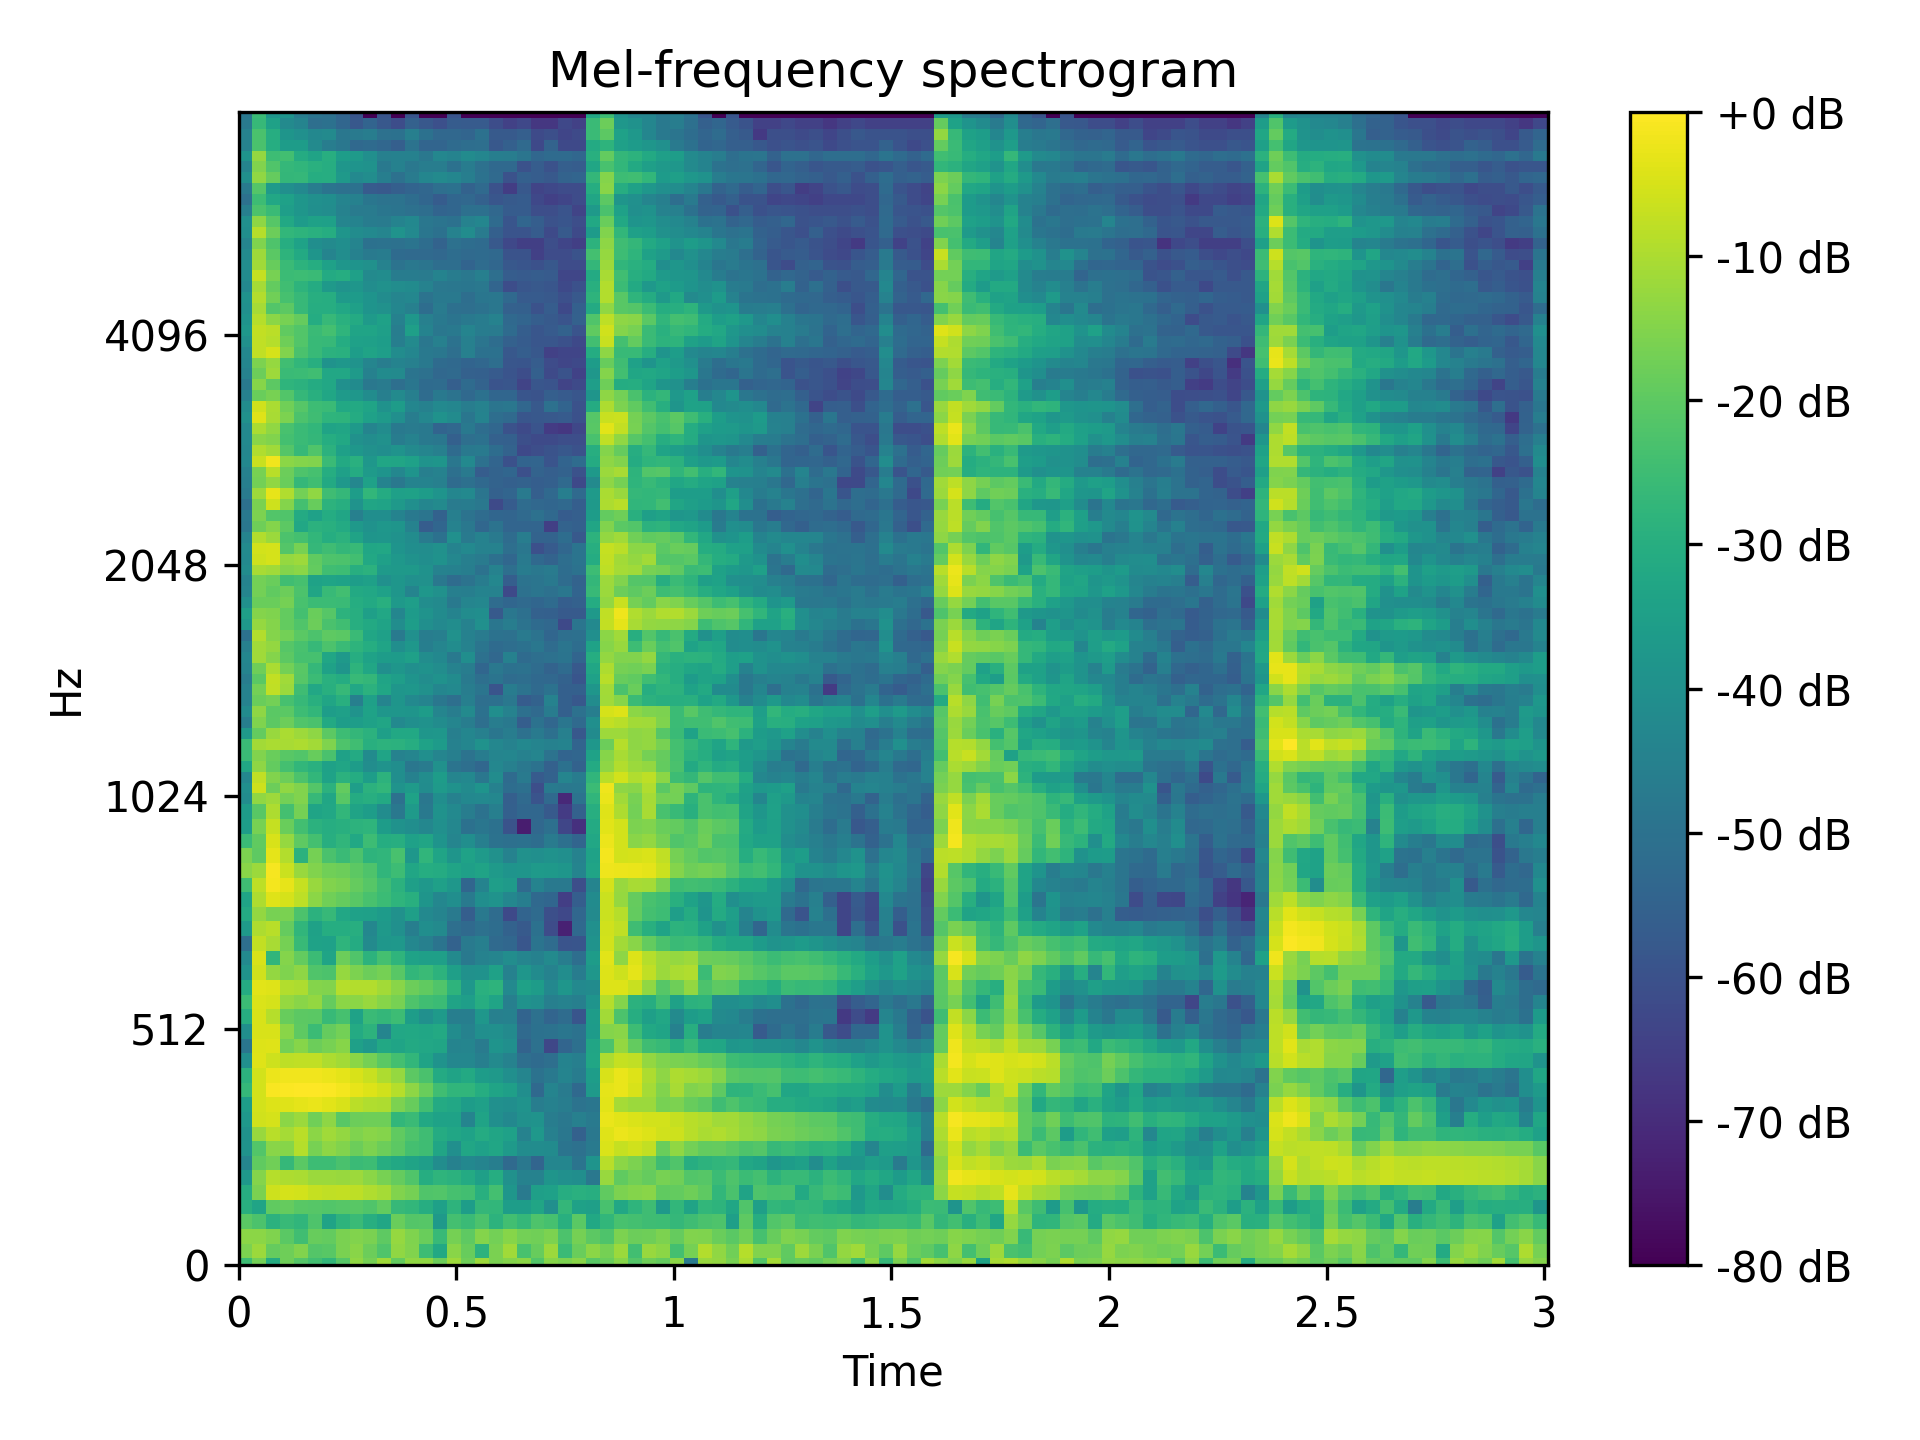 Mel-frequency spectrogram
Hz
4096
2048
1024
512
0
0 0.5 1 1.5 2 2.5 3
Time
+0 dB
-10 dB
-20 dB
-30 dB
-40 dB
-50 dB
-60 dB
-70 dB
-80 dB